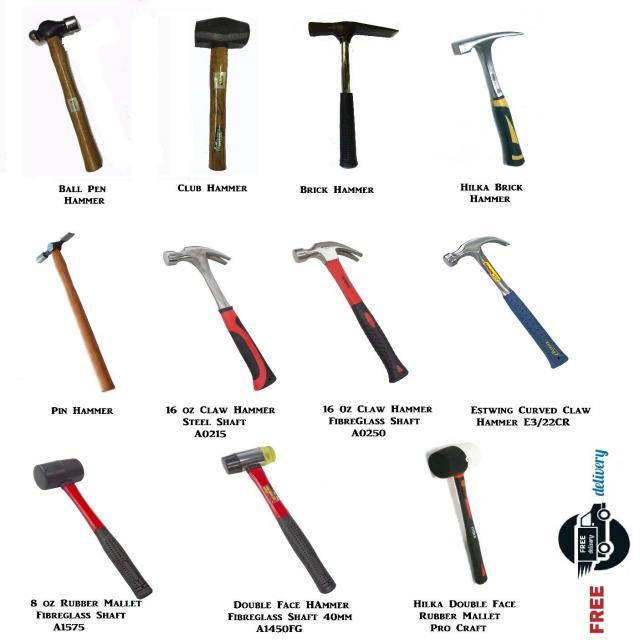 Ball Pen
Hammer
Club Hammer
Brick Hammer
Hilka Brick
Hammer
Pin Hammer
16 oz Claw Hammer
Steel Shaft
A0215
16 Oz Claw Hammer
FibreGlass Shaft
A0250
Estwing Curved Claw
Hammer E3/22CR
8 oz Rubber Mallet
Fibreglass Shaft
A1575
Double Face HAmmer
Fibreglass Shaft 40mm
A1450FG
Hilka Double Face
Rubber Mallet
Pro Craft
FREE delivery
FREE
delivery